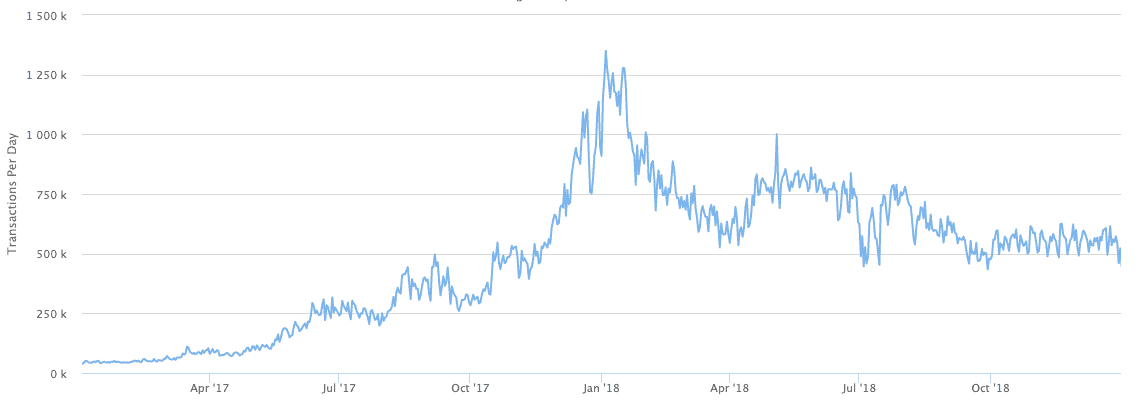 1 500 k
1 250 k
1 000 k
750 k
500 k
250 k
0 k
Transactions Per Day
Apr '17
Jul '17
Oct '17
Jan '18
Apr '18
Jul '18
Oct '18